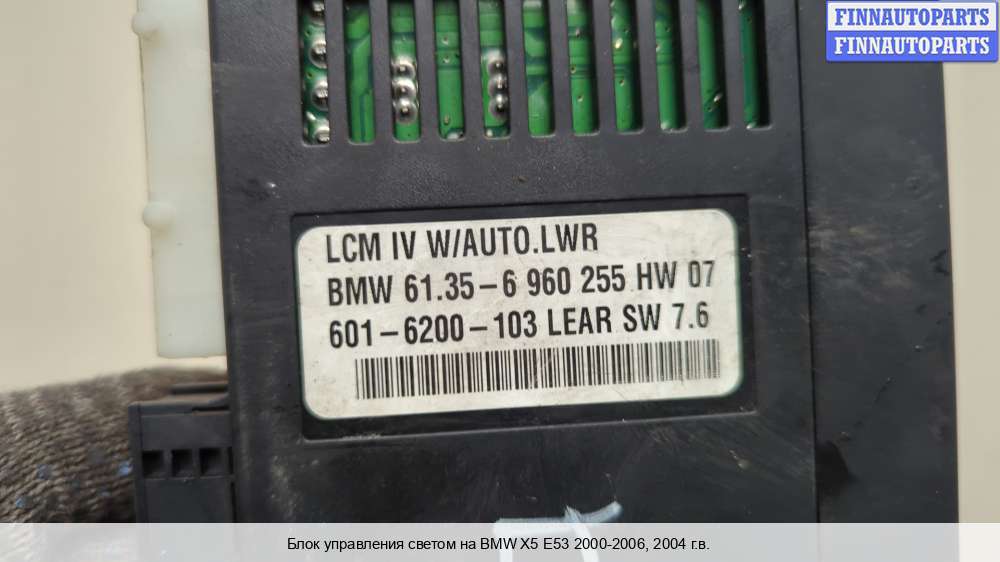 FINNAUTOPARTS
FINNAUTOPARTS
LCM IV W/AUTO.LWR
BMW 61.35-6 960 255 HW 07
601-6200-103 LEAR SW 7.6
Блок управления светом на BMW X5 E53 2000-2006, 2004 г.в.